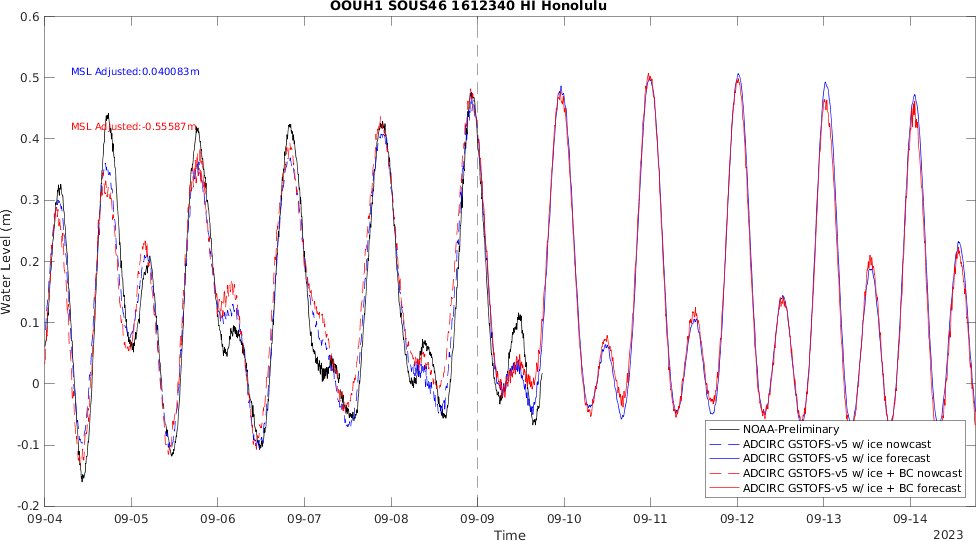 OOUH1 SOUS46 1612340 HI Honolulu
0.6
0.5
0.4
0.3
0.2
0.1
0
-0.1
-0.2
Water Level (m)
MSL Adjusted:0.040083m
MSL Adjusted:-0.55587m
NOAA-Preliminary
ADCIRC GSTOFS-v5 w/ ice nowcast
ADCIRC GSTOFS-v5 w/ ice forecast
ADCIRC GSTOFS-v5 w/ ice + BC nowcast
ADCIRC GSTOFS-v5 w/ ice + BC forecast
09-04 09-05 09-06 09-07 09-08 09-09 09-10 09-11 09-12 09-13 09-14
Time
2023